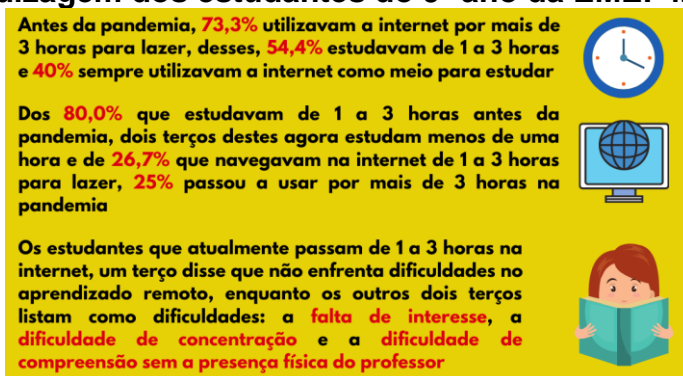 dos estudantes do
da
Antes da pandemia, 73,3% utilizavam a internet por mais de
3 horas para lazer, desses, 54,4% estudavam de 1 a 3 horas
e 40% sempre utilizavam a internet como meio para estudar
Dos 80,0% que estudavam de 1 a 3 horas antes da
pandemia, dois terços destes agora estudam menos de uma
hora e de 26,7% que navegavam na internet de 1 a 3 horas
para lazer, 25% passou a usar por mais de 3 horas na
pandemia
Os estudantes que atualmente passam de 1 a 3 horas na
internet, um terço disse que não enfrenta dificuldades no
aprendizado remoto, enquanto os outros dois terços
listam como dificuldades: a falta de interesse, a
dificuldade de concentração e a dificuldade de
compreensão sem a presença física do professor